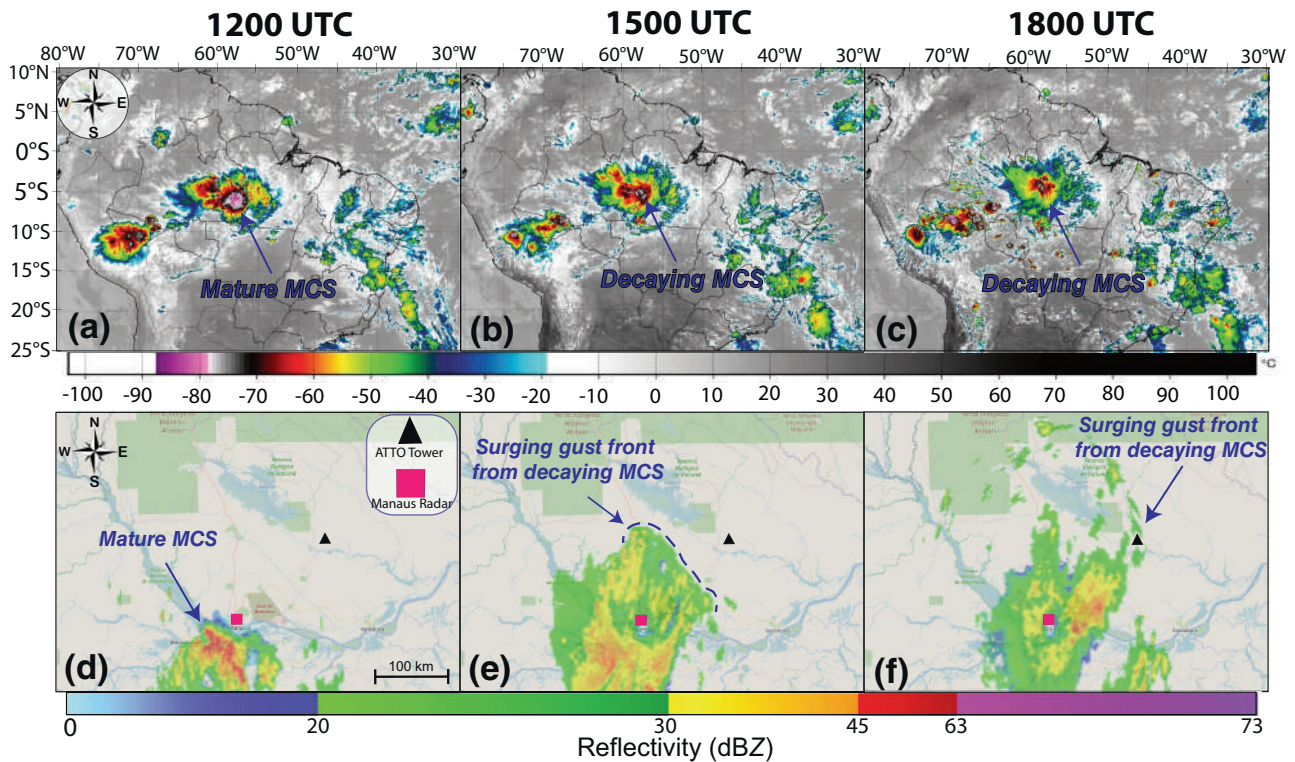 1200 UTC 1500 UTC 1800 UTC
80°W 70°W 60°W 50°W 40°W 30°W 70°W 60°W 50°W 40°W 30°W 70°W 60°W 50°W 40°W 30°W
10°N
N
W E
S
5°N
0°S
5°S
10°S
15°S
20°S
25°S
Mature MCS
Decaying MCS
Decaying MCS
(a) (b) (c)
°C
-100 -90 -80 -70 -60 -50 -40 -30 -20 -10 0 10 20 30 40 50 60 70 80 90 100
N
W E
S
ATTO Tower
Manaus Radar
Mature MCS
Surging gust front
from decaying MCS
Surging gust front
from decaying MCS
100 km
(d) (e) (f)
0 20 30 45 63 73
Reflectivity (dBZ)